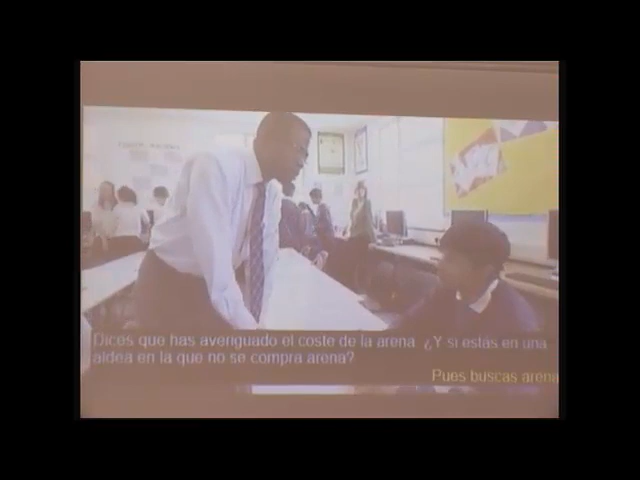 Dices que has averiguado el coste de la arena ¿Y si estás en una
aldea en la que no se compra arena?
Pues buscas arena